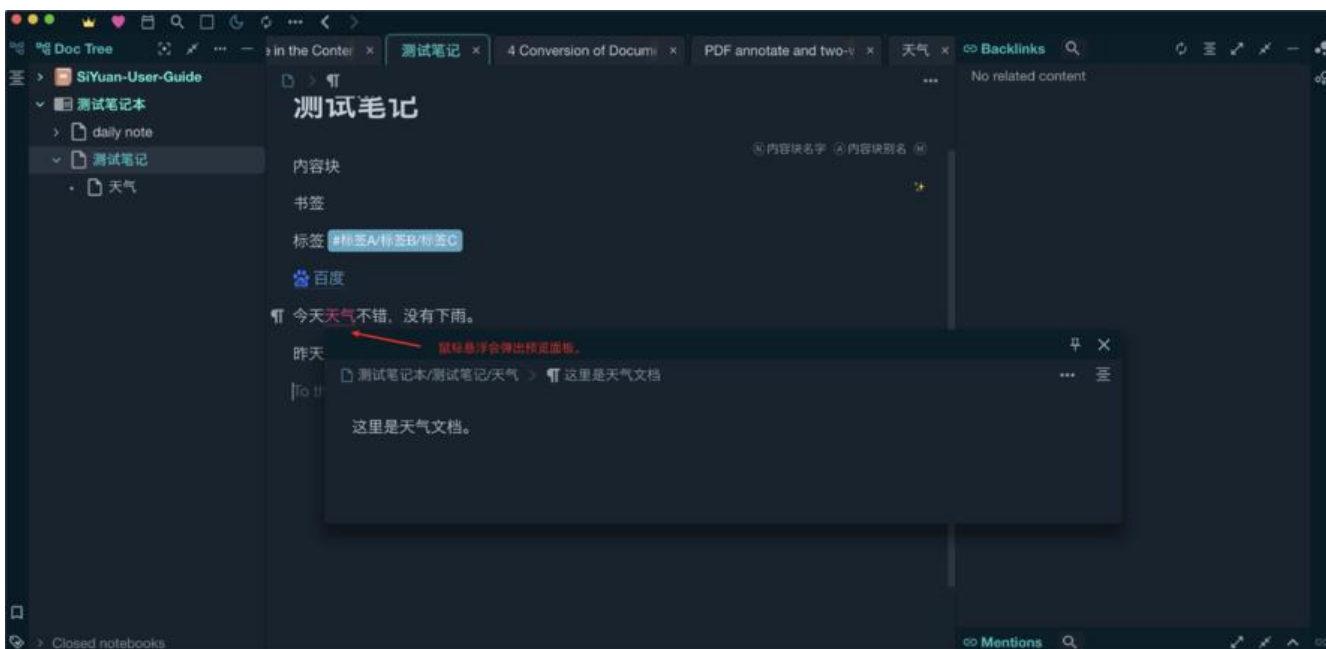 Doc Tree
SiYuan-User-Guide
测试笔记本
daily note
测试笔记
天气
Closed notebooks
e in the Conter
测试笔记
4 Conversion of Docum
PDF annotate and two-v
天气
测试笔记
内容块名字 内容块别名
内容块
书签
标签 #标签A/标签B/标签C
百度
今天天气不错，没有下雨。
昨天
To th
鼠标悬浮会弹出预览面板。
测试笔记本/测试笔记/天气 > 这里是天气文档
这里是天气文档。
Backlinks
No related content
Mentions